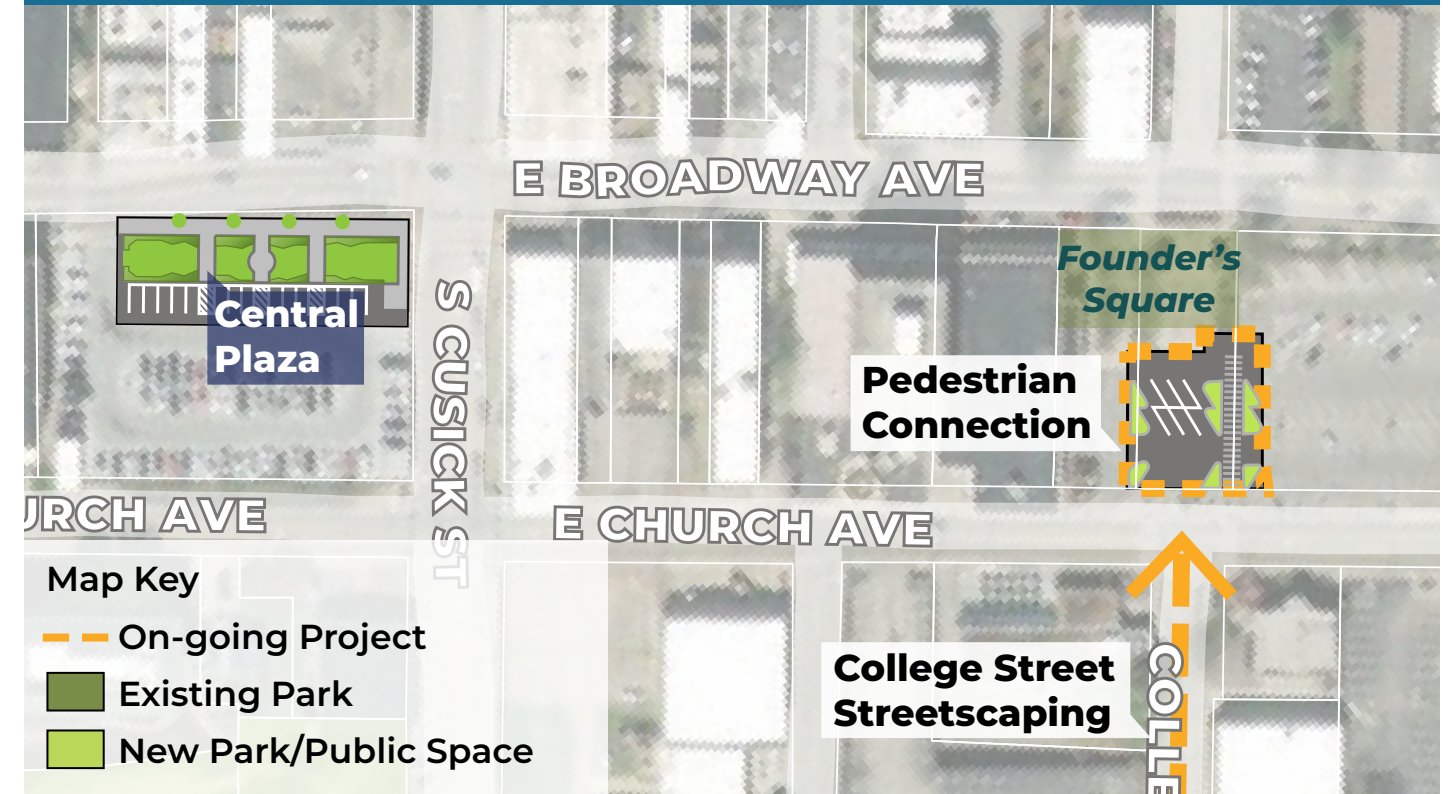 E BROADWAY AVE
Founder's
Square
Central
Plaza
S CUSICK ST
Pedestrian
Connection
URCH AVE
E CHURCH AVE
Map Key
On-going Project
Existing Park
New Park/Public Space
College Street
Streetscaping
COLLE